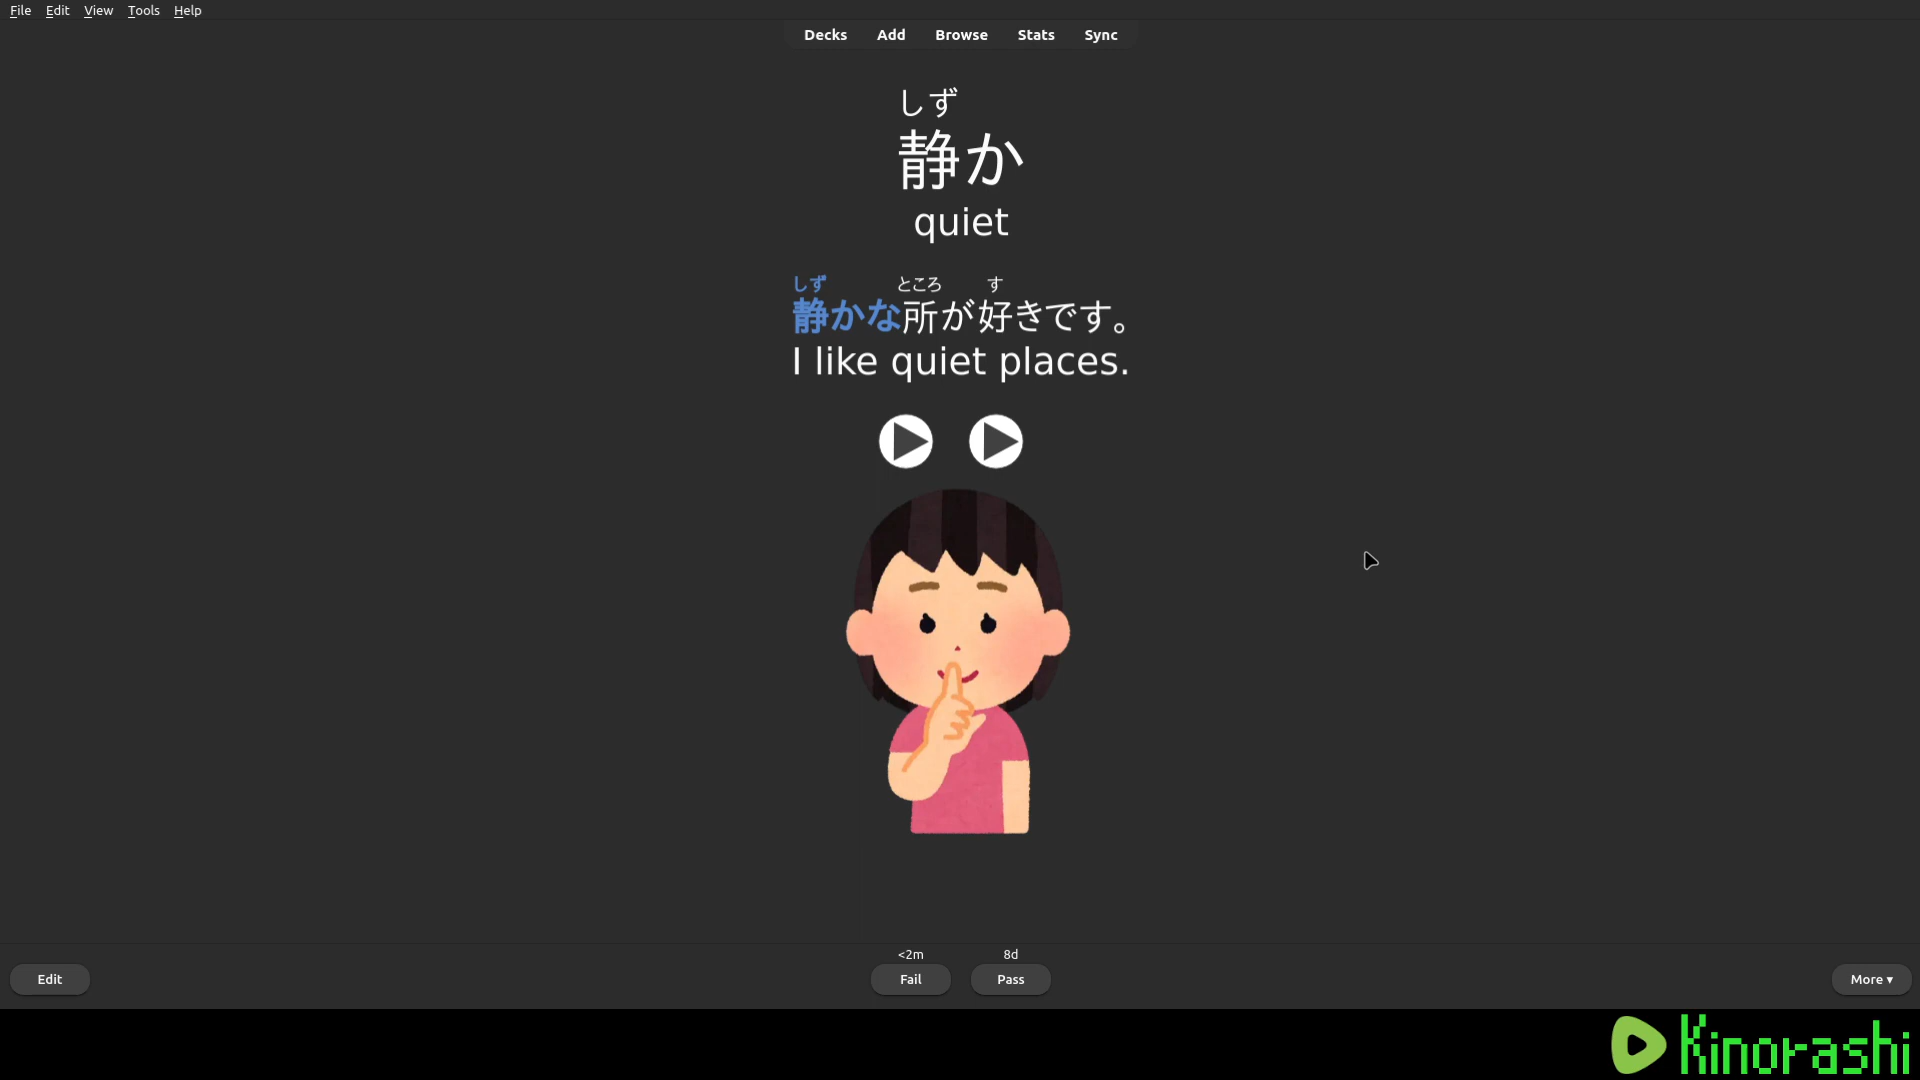 File Edit View Tools Help
Decks Add Browse Stats Sync
しず
静か
quiet
しず ところ す
静かな所が好きです。
I like quiet places.
<2m 8d
Edit Fail Pass More ▾
Kinorashi